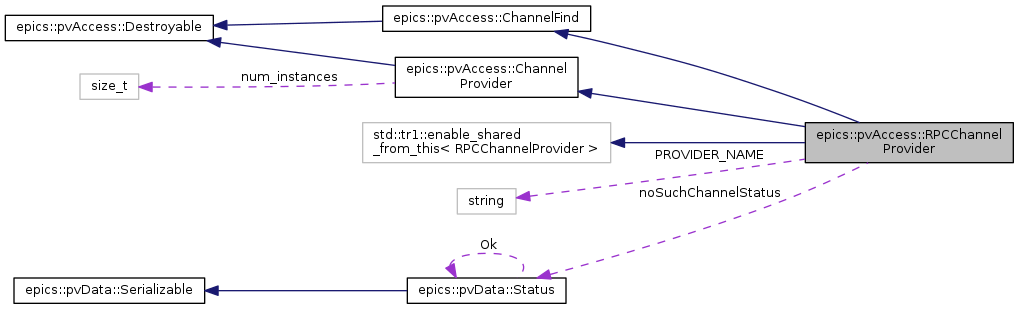 epics::pvAccess::ChannelFind
epics::pvAccess::Destroyable
epics::pvAccess::Channel
Provider
num_instances
size_t
std::tr1::enable_shared
_from_this< RPCChannelProvider >
epics::pvAccess::RPCChannel
Provider
PROVIDER_NAME
string
noSuchChannelStatus
Ok
epics::pvData::Serializable
epics::pvData::Status